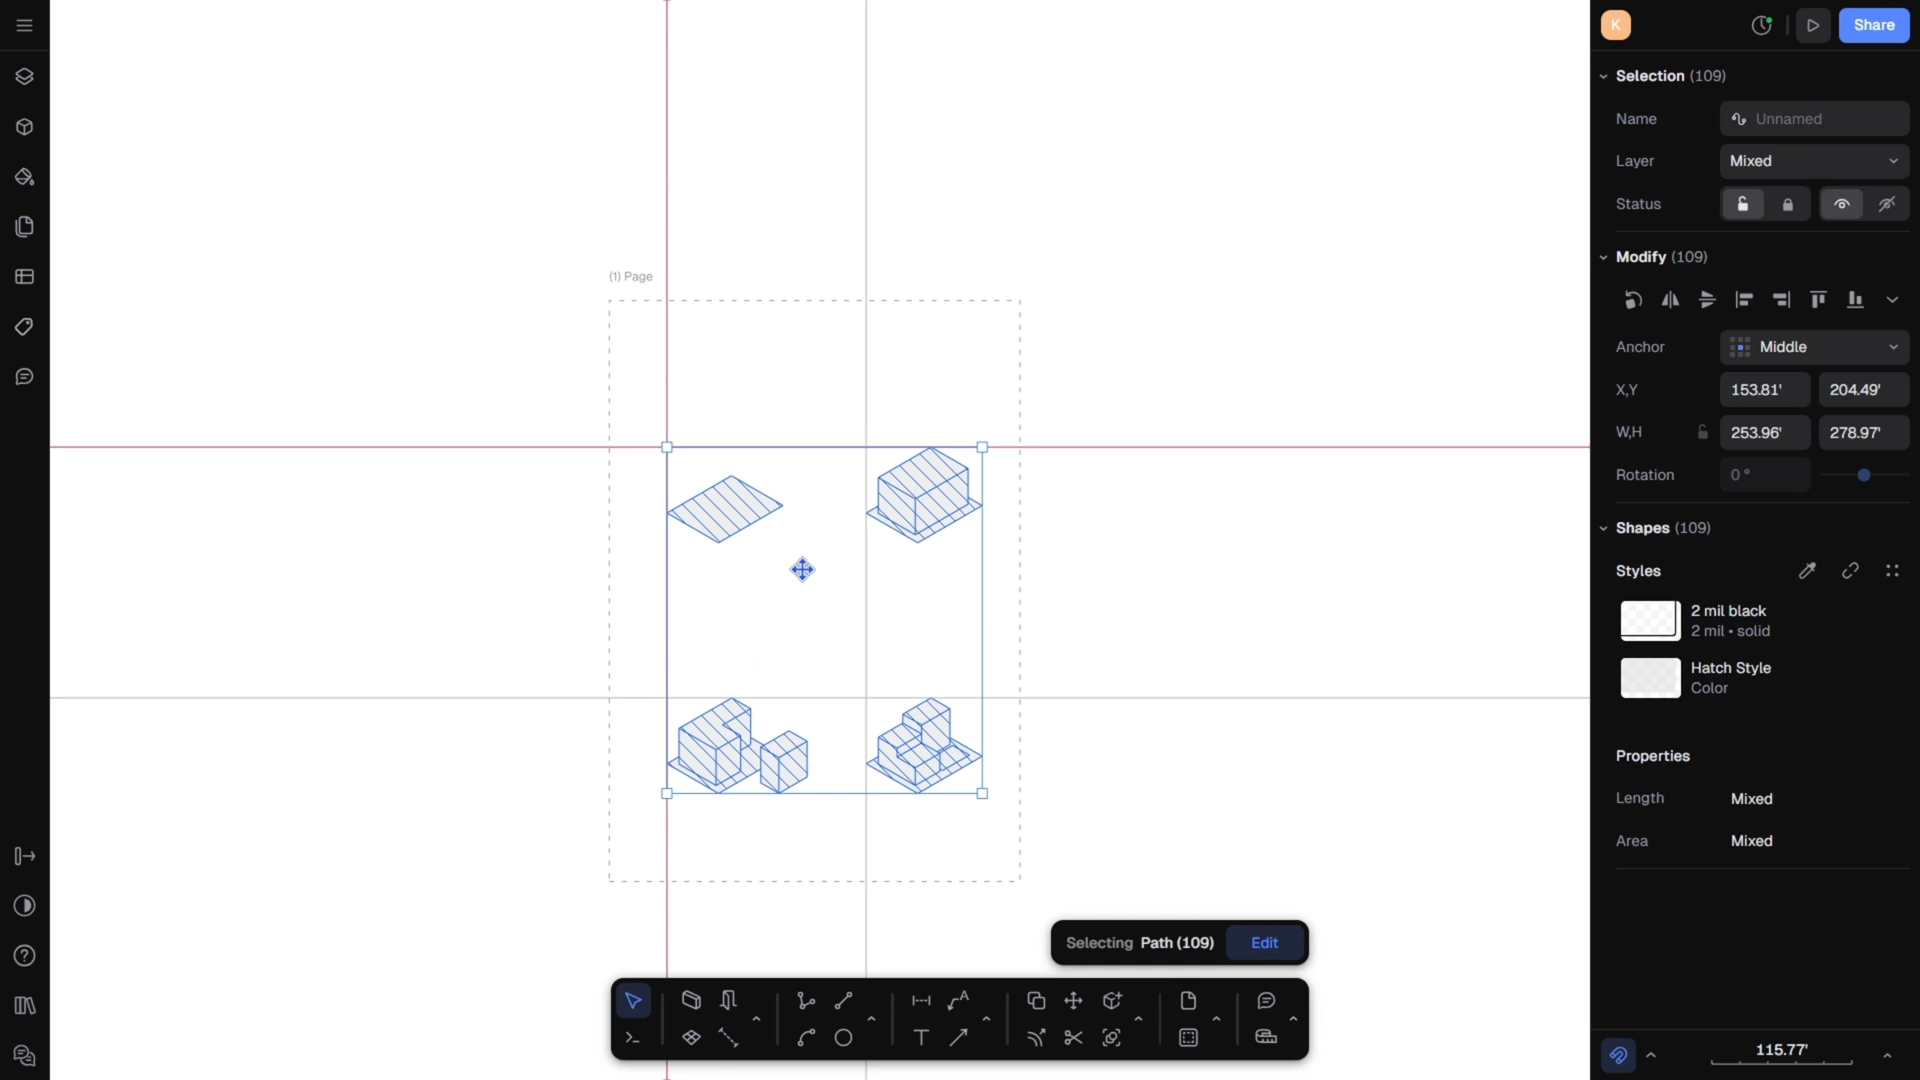 K
Share
Selection (109)
Name
Unnamed
Layer
Mixed
Status
Modify (109)
Anchor
Middle
X,Y
153.81'
204.49'
W,H
253.96'
278.97'
Rotation
0 °
Shapes (109)
Styles
2 mil black
2 mil • solid
Hatch Style
Color
Properties
Length
Mixed
Area
Mixed
115.77'
(1) Page
Selecting Path (109)
Edit